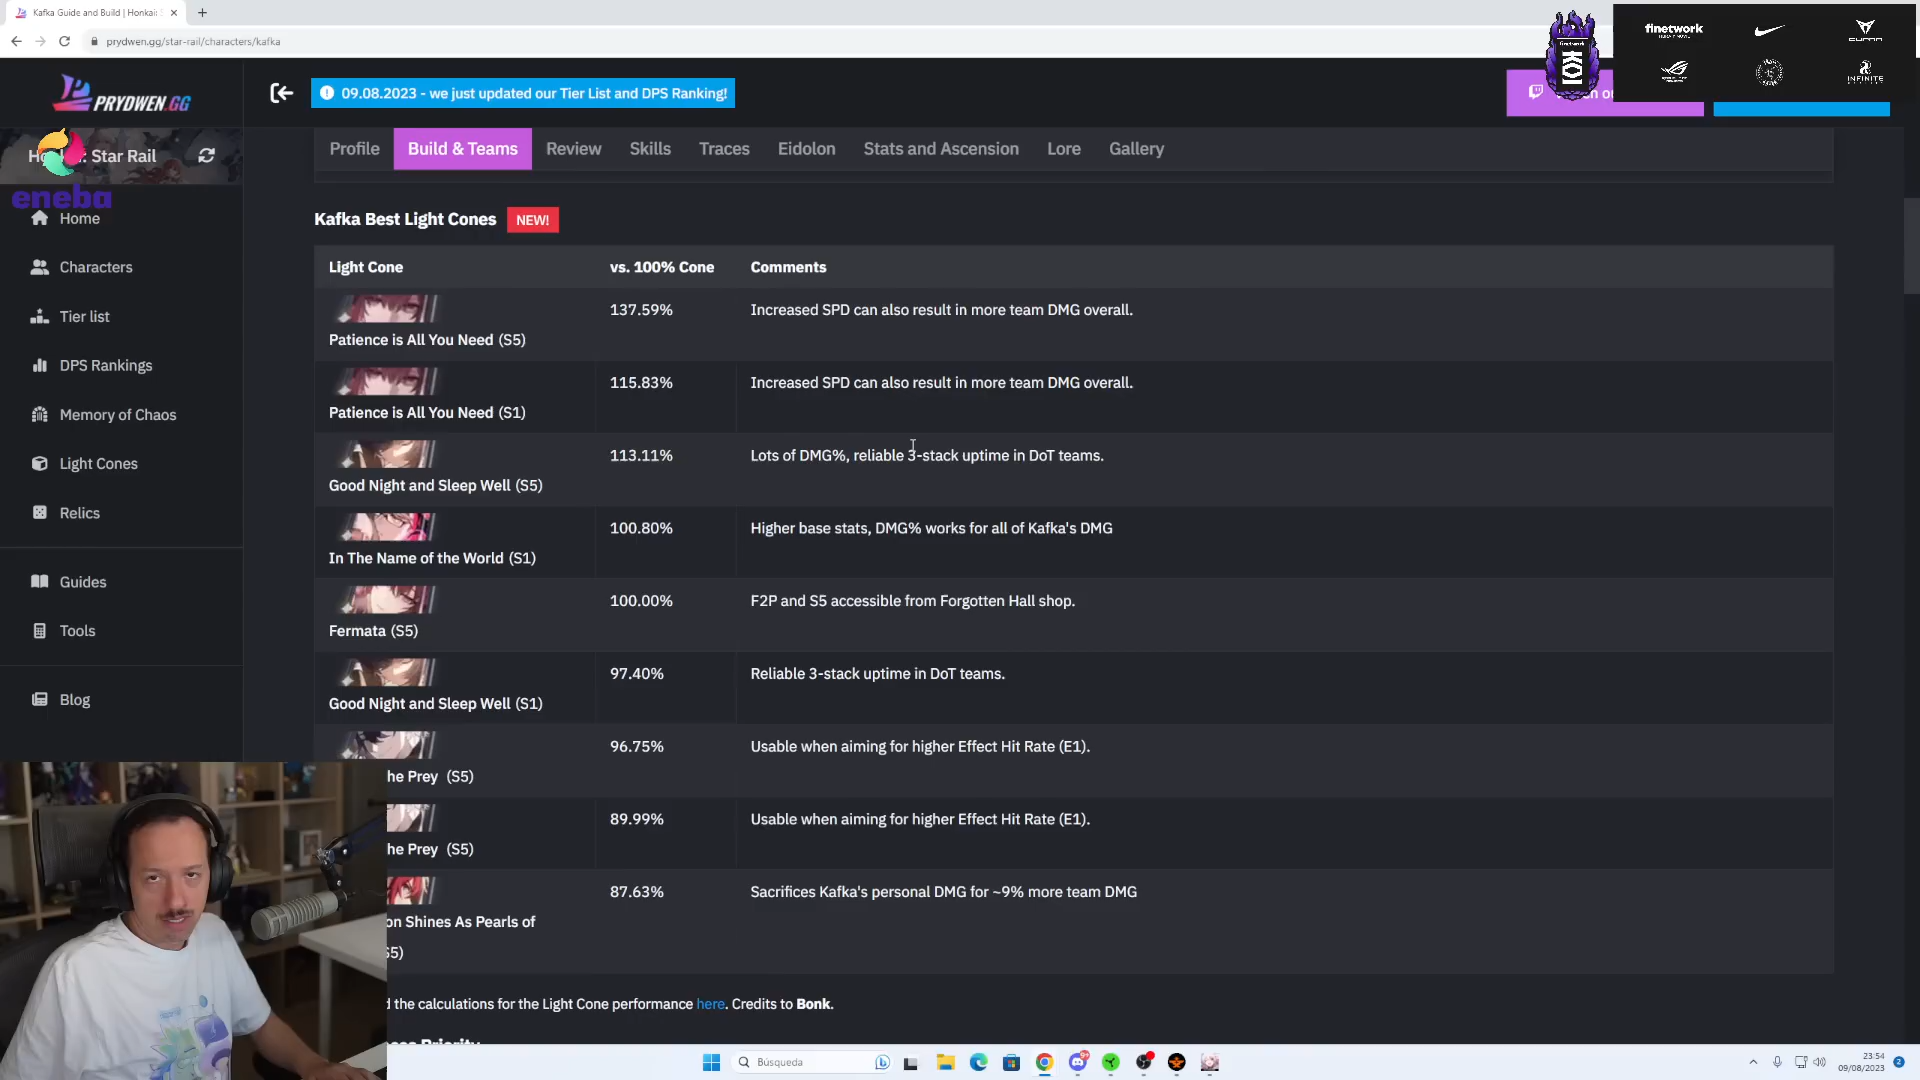 Kafka Guide and Build | Honkai:
prydwen.gg/star-rail/characters/kafka
finetwork
CUPRA
INFINITE
PRYDWEN.GG
09.08.2023 - we just updated our Tier List and DPS Ranking!
KOI
Star Rail
eneba
Profile
Build & Teams
Review
Skills
Traces
Eidolon
Stats and Ascension
Lore
Gallery
Home
Characters
Tier list
DPS Rankings
Memory of Chaos
Light Cones
Relics
Guides
Tools
Blog
Kafka Best Light Cones NEW!
Light Cone vs. 100% Cone Comments
137.59% Increased SPD can also result in more team DMG overall.
Patience is All You Need (S5)
115.83% Increased SPD can also result in more team DMG overall.
Patience is All You Need (S1)
113.11% Lots of DMG%, reliable 3-stack uptime in DoT teams.
Good Night and Sleep Well (S5)
100.80% Higher base stats, DMG% works for all of Kafka's DMG
In The Name of the World (S1)
100.00% F2P and S5 accessible from Forgotten Hall shop.
Fermata (S5)
97.40% Reliable 3-stack uptime in DoT teams.
Good Night and Sleep Well (S1)
96.75% Usable when aiming for higher Effect Hit Rate (E1).
he Prey (S5)
89.99% Usable when aiming for higher Effect Hit Rate (E1).
he Prey (S5)
87.63% Sacrifices Kafka's personal DMG for ~9% more team DMG
on Shines As Pearls of
S5)
d the calculations for the Light Cone performance here. Credits to Bonk.
Búsqueda
23:54
09/08/2023
2